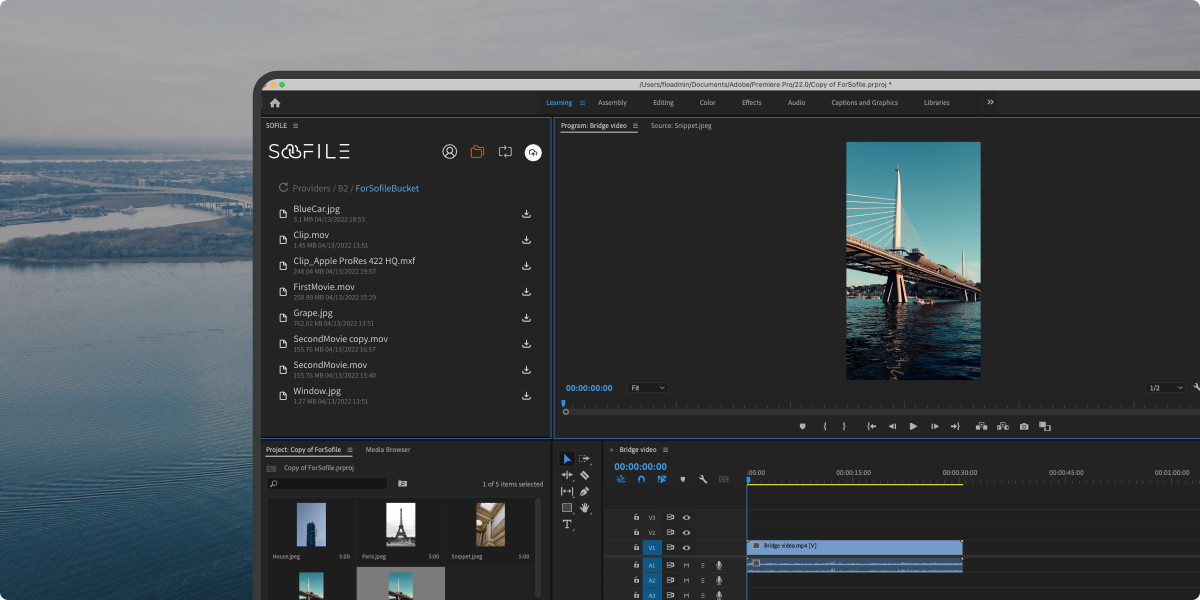 /Users/floadmin/Documents/Adobe/Premiere Pro/22.0/Copy of ForSofile.prproj *
Learning Assembly Editing Color Effects Audio Captions and Graphics Libraries
SOFILE
SOFILE
Providers / B2 / ForSofileBucket
BlueCar.jpg
3.1 MB 04/13/2022 18:53
Clip.mov
1.45 MB 04/13/2022 13:51
Clip_Apple ProRes 422 HQ.mxf
248.04 MB 04/13/2022 19:57
FirstMovie.mov
258.89 MB 04/13/2022 15:29
Grape.jpg
762.02 kB 04/13/2022 13:51
SecondMovie copy.mov
155.76 MB 04/13/2022 16:57
SecondMovie.mov
155.76 MB 04/13/2022 15:40
Window.jpg
1.27 MB 04/13/2022 13:51
Program: Bridge video Source: Snippet.jpeg
00:00:00:00 Fit 1/2
Project: Copy of ForSofile Media Browser
Copy of ForSofile.prproj
1 of 5 items selected
House.jpeg 5:00 Paris.jpeg 5:00 Snippet.jpeg 5:00
Bridge video
00:00:00:00
:00:00 00:00:15:00 00:00:30:00 00:00:45:00 00:01:00:00
V3
V2
V1 Bridge video.mp4 [V]
A1 M S
A2 M S
A3 M S